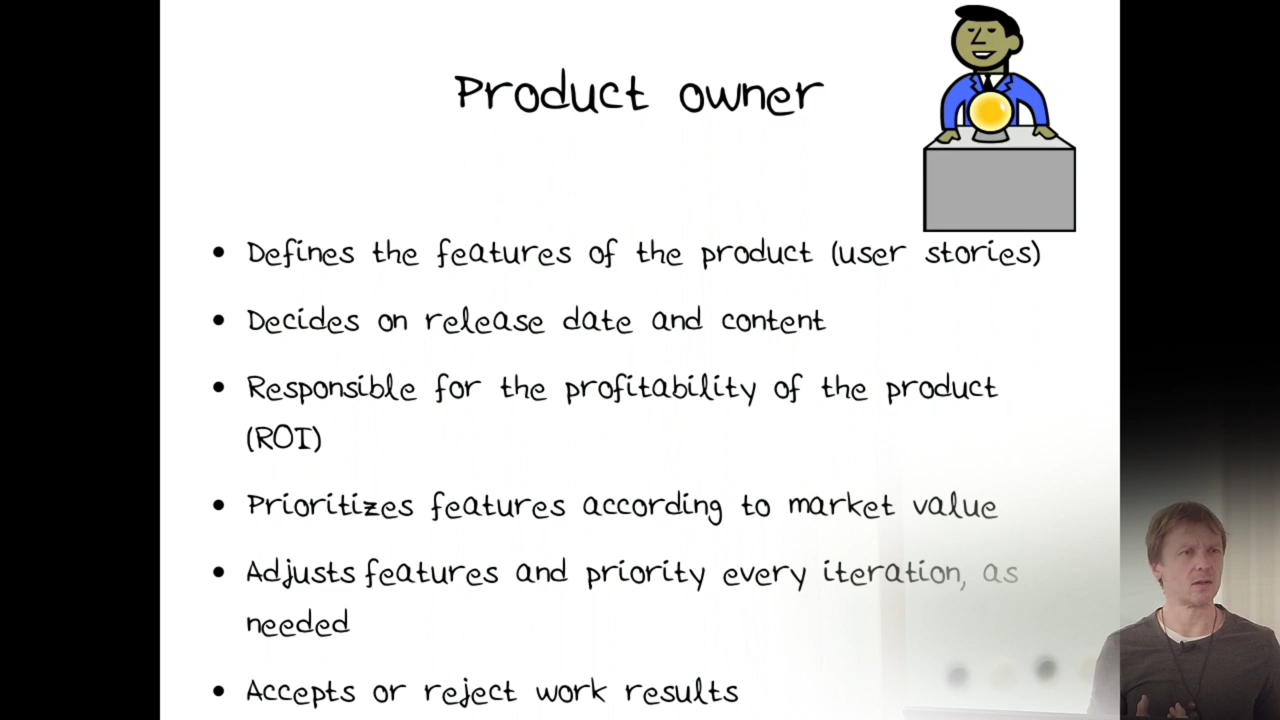 Product owner
• Defines the features of the product (user stories)
• Decides on release date and content
• Responsible for the profitability of the product
(ROI)
• Prioritizes features according to market value
• Adjusts features and priority every iteration, as
needed
• Accepts or reject work results